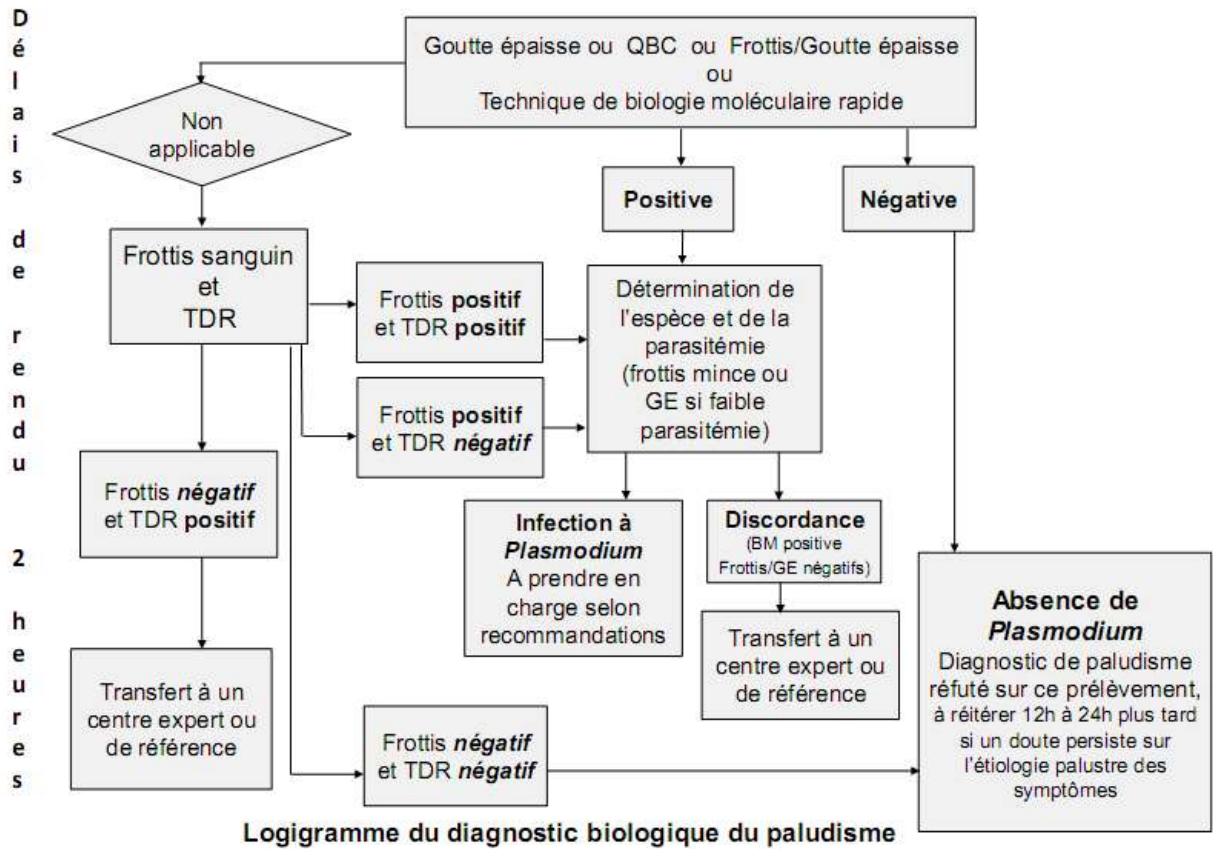 Délais de rendu 2 heures
Goutte épaisse ou QBC ou Frottis/Goutte épaisse
ou
Technique de biologie moléculaire rapide
Non
applicable
Positive
Négative
Frottis sanguin
et
TDR
Frottis positif
et TDR positif
Détermination de
l'espèce et de la
parasitémie
(frottis mince ou
GE si faible
parasitémie)
Frottis positif
et TDR négatif
Frottis négatif
et TDR positif
Infection à
Plasmodium
A prendre en
charge selon
recommandations
Discordance
(BM positive
Frottis/GE négatifs)
Absence de
Plasmodium
Diagnostic de paludisme
réfuté sur ce prélèvement,
à réitérer 12h à 24h plus tard
si un doute persiste sur
l'étiologie palustre des
symptômes
Transfert à un
centre expert ou
de référence
Transfert à un
centre expert ou
de référence
Frottis négatif
et TDR négatif
Logigramme du diagnostic biologique du paludisme